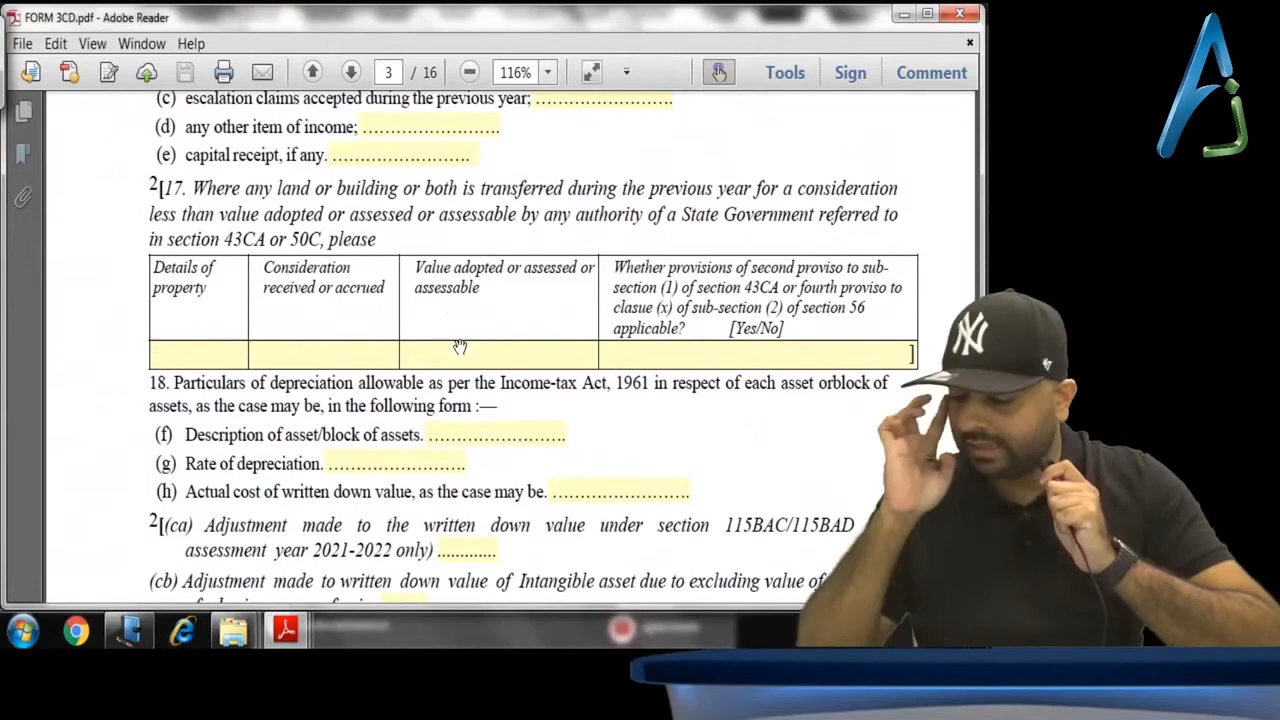 FORM 3CD.pdf - Adobe Reader
File Edit View Window Help
3 / 16 116% Tools Sign Comment
(c) escalation claims accepted during the previous year; ..........................
(d) any other item of income; ..........................
(e) capital receipt, if any. ..........................
2[17. Where any land or building or both is transferred during the previous year for a consideration
less than value adopted or assessed or assessable by any authority of a State Government referred to
in section 43CA or 50C, please
Details of
property
Consideration
received or accrued
Value adopted or assessed or
assessable
Whether provisions of second proviso to sub-
section (1) of section 43CA or fourth proviso to
clasue (x) of sub-section (2) of section 56
applicable? [Yes/No]
]
18. Particulars of depreciation allowable as per the Income-tax Act, 1961 in respect of each asset orblock of
assets, as the case may be, in the following form :—
(f) Description of asset/block of assets. ..........................
(g) Rate of depreciation. ..........................
(h) Actual cost of written down value, as the case may be. ..........................
2[(ca) Adjustment made to the written down value under section 115BAC/115BAD
assessment year 2021-2022 only) .............
(cb) Adjustment made to written down value of Intangible asset due to excluding value of
NY
AJ